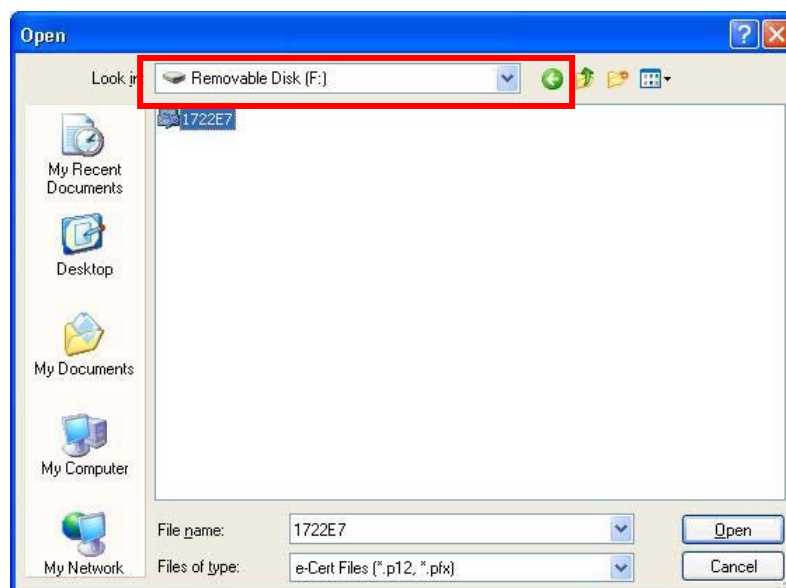 Open
Look in:
Removable Disk (F:)
1722E7
My Recent
Documents
Desktop
My Documents
My Computer
My Network
File name:
1722E7
Open
Files of type:
e-Cert Files (*.p12, *.pfx)
Cancel